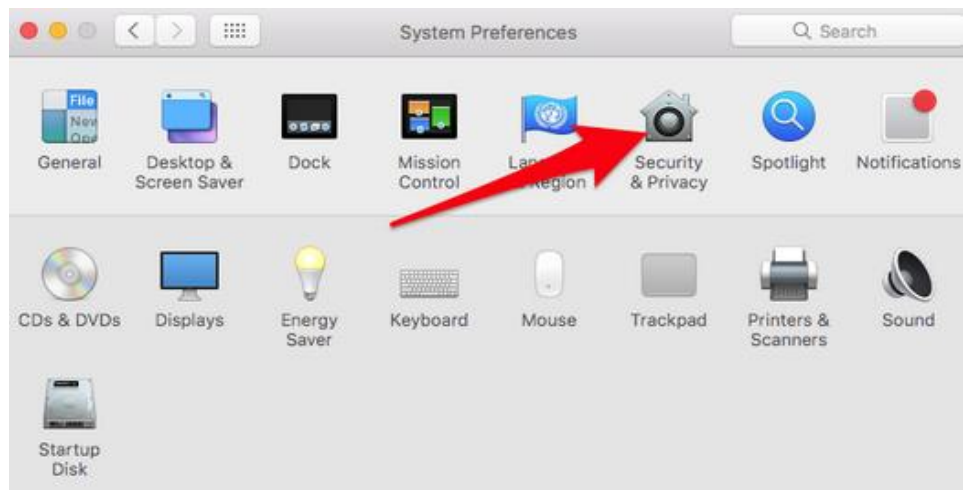 System Preferences
Search
File
New
General
Desktop &
Screen Saver
Dock
Mission
Control
Region
Security
& Privacy
Spotlight
Notifications
CDs & DVDs
Displays
Energy
Saver
Keyboard
Mouse
Trackpad
Printers &
Scanners
Sound
Startup
Disk